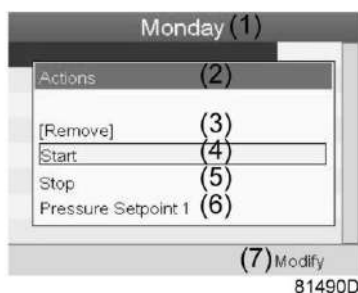 Monday (1)
Actions (2)
[Remove] (3)
Start (4)
Stop (5)
Pressure Setpoint 1 (6)
(7) Modify
81490D